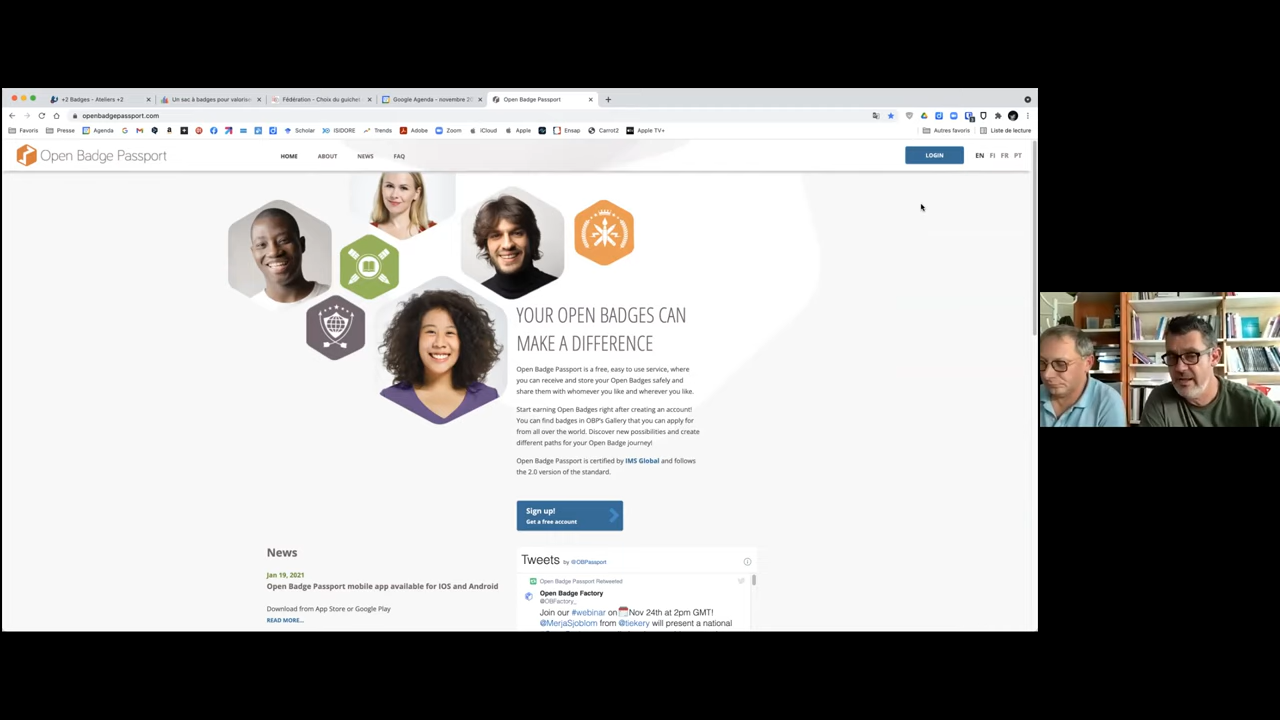 +2 Badges - Ateliers +2
Un sac à badges pour valorise
Fédération - Choix du guichet
Google Agenda - novembre 20
Open Badge Passport
openbadgepassport.com
Favoris
Presse
Agenda
Scholar
ISIDORE
Trends
Adobe
Zoom
iCloud
Apple
Ensap
Carrot2
Apple TV+
Autres favoris
Liste de lecture
Open Badge Passport
HOME
ABOUT
NEWS
FAQ
LOGIN
EN FI FR PT
YOUR OPEN BADGES CAN
MAKE A DIFFERENCE
Open Badge Passport is a free, easy to use service, where
you can receive and store your Open Badges safely and
share them with whomever you like and wherever you like.
Start earning Open Badges right after creating an account!
You can find badges in OBP's Gallery that you can apply for
from all over the world. Discover new possibilities and create
different paths for your Open Badge journey!
Open Badge Passport is certified by IMS Global and follows
the 2.0 version of the standard.
Sign up!
Get a free account
News
Jan 19, 2021
Open Badge Passport mobile app available for iOS and Android
Download from App Store or Google Play
READ MORE...
Tweets by @OBPassport
Open Badge Passport Retweeted
Open Badge Factory
@OBFactory_
Join our #webinar on Nov 24th at 2pm GMT!
@MerjaSjoblom from @tiekery will present a national